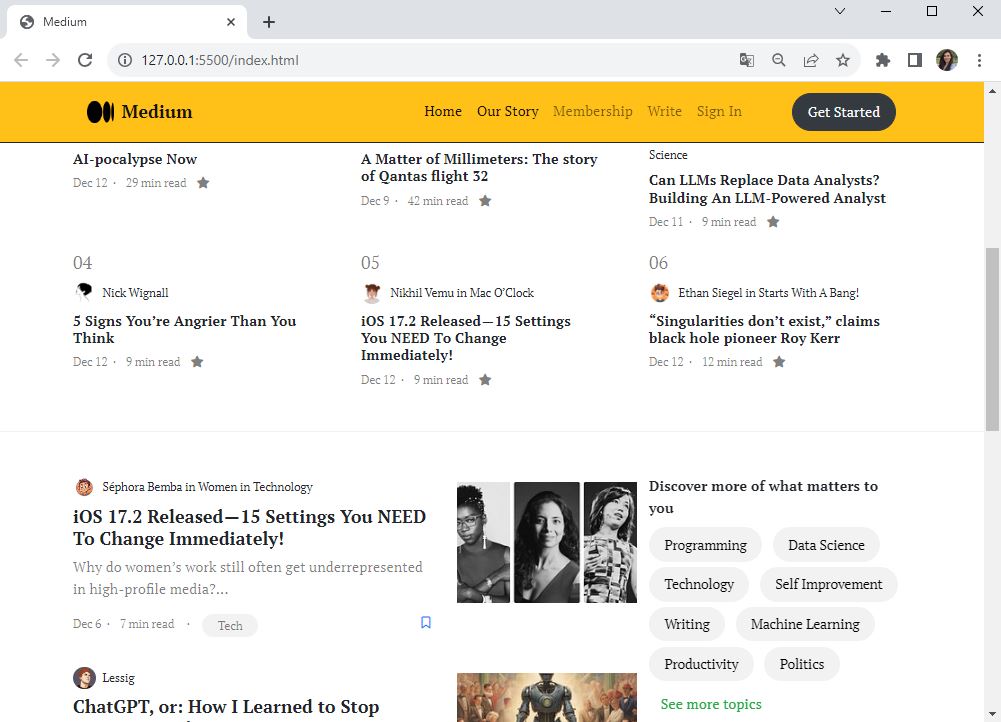 Medium
127.0.0.1:5500/index.html
Medium
Home Our Story Membership Write Sign In Get Started
AI-pocalypse Now
Dec 12 · 29 min read
A Matter of Millimeters: The story
of Qantas flight 32
Dec 9 · 42 min read
Science
Can LLMs Replace Data Analysts?
Building An LLM-Powered Analyst
Dec 11 · 9 min read
04
Nick Wignall
5 Signs You’re Angrier Than You
Think
Dec 12 · 9 min read
05
Nikhil Vemu in Mac O’Clock
iOS 17.2 Released—15 Settings
You NEED To Change
Immediately!
Dec 12 · 9 min read
06
Ethan Siegel in Starts With A Bang!
“Singularities don’t exist,” claims
black hole pioneer Roy Kerr
Dec 12 · 12 min read
Séphora Bemba in Women in Technology
iOS 17.2 Released—15 Settings You NEED
To Change Immediately!
Why do women’s work still often get underrepresented
in high-profile media?…
Dec 6 · 7 min read · Tech
Lessig
ChatGPT, or: How I Learned to Stop
Discover more of what matters to
you
Programming Data Science
Technology Self Improvement
Writing Machine Learning
Productivity Politics
See more topics